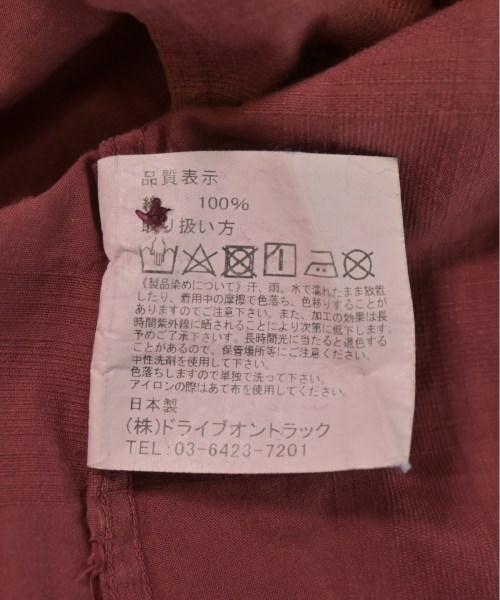 品質表示
綿 100%
取り扱い方
《製品染めについて》汗、雨、水で濡れたまま放置
したり、着用中の摩擦で色落ち、色移りすることが
ありますのでご注意下さい。また、加工の効果は長
時間紫外線に晒されることにより次第に低下します。
予めご了承下さい。長時間光に当たると退色する
ことがあるので、保管場所等にご注意ください。
中性洗剤を使用して下さい。
色落ちしますので単独で洗って下さい。
アイロンの際はあて布を使用してください。
日本製
(株)ドライブオントラック
TEL: 03-6423-7201